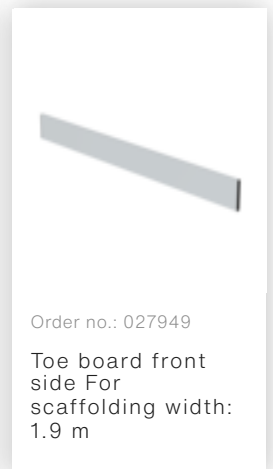 Order no.: 027949
Toe board front
side For
scaffolding width:
1.9 m